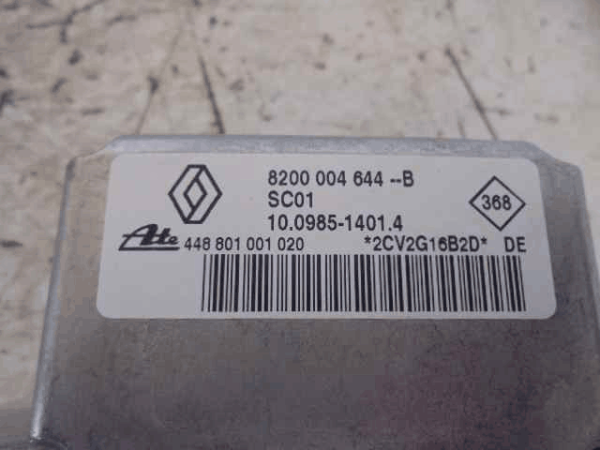 8200 004 644 --B
SC01
368
10.0985-1401.4
Ate 448 801 001 020 *2CV2G16B2D* DE